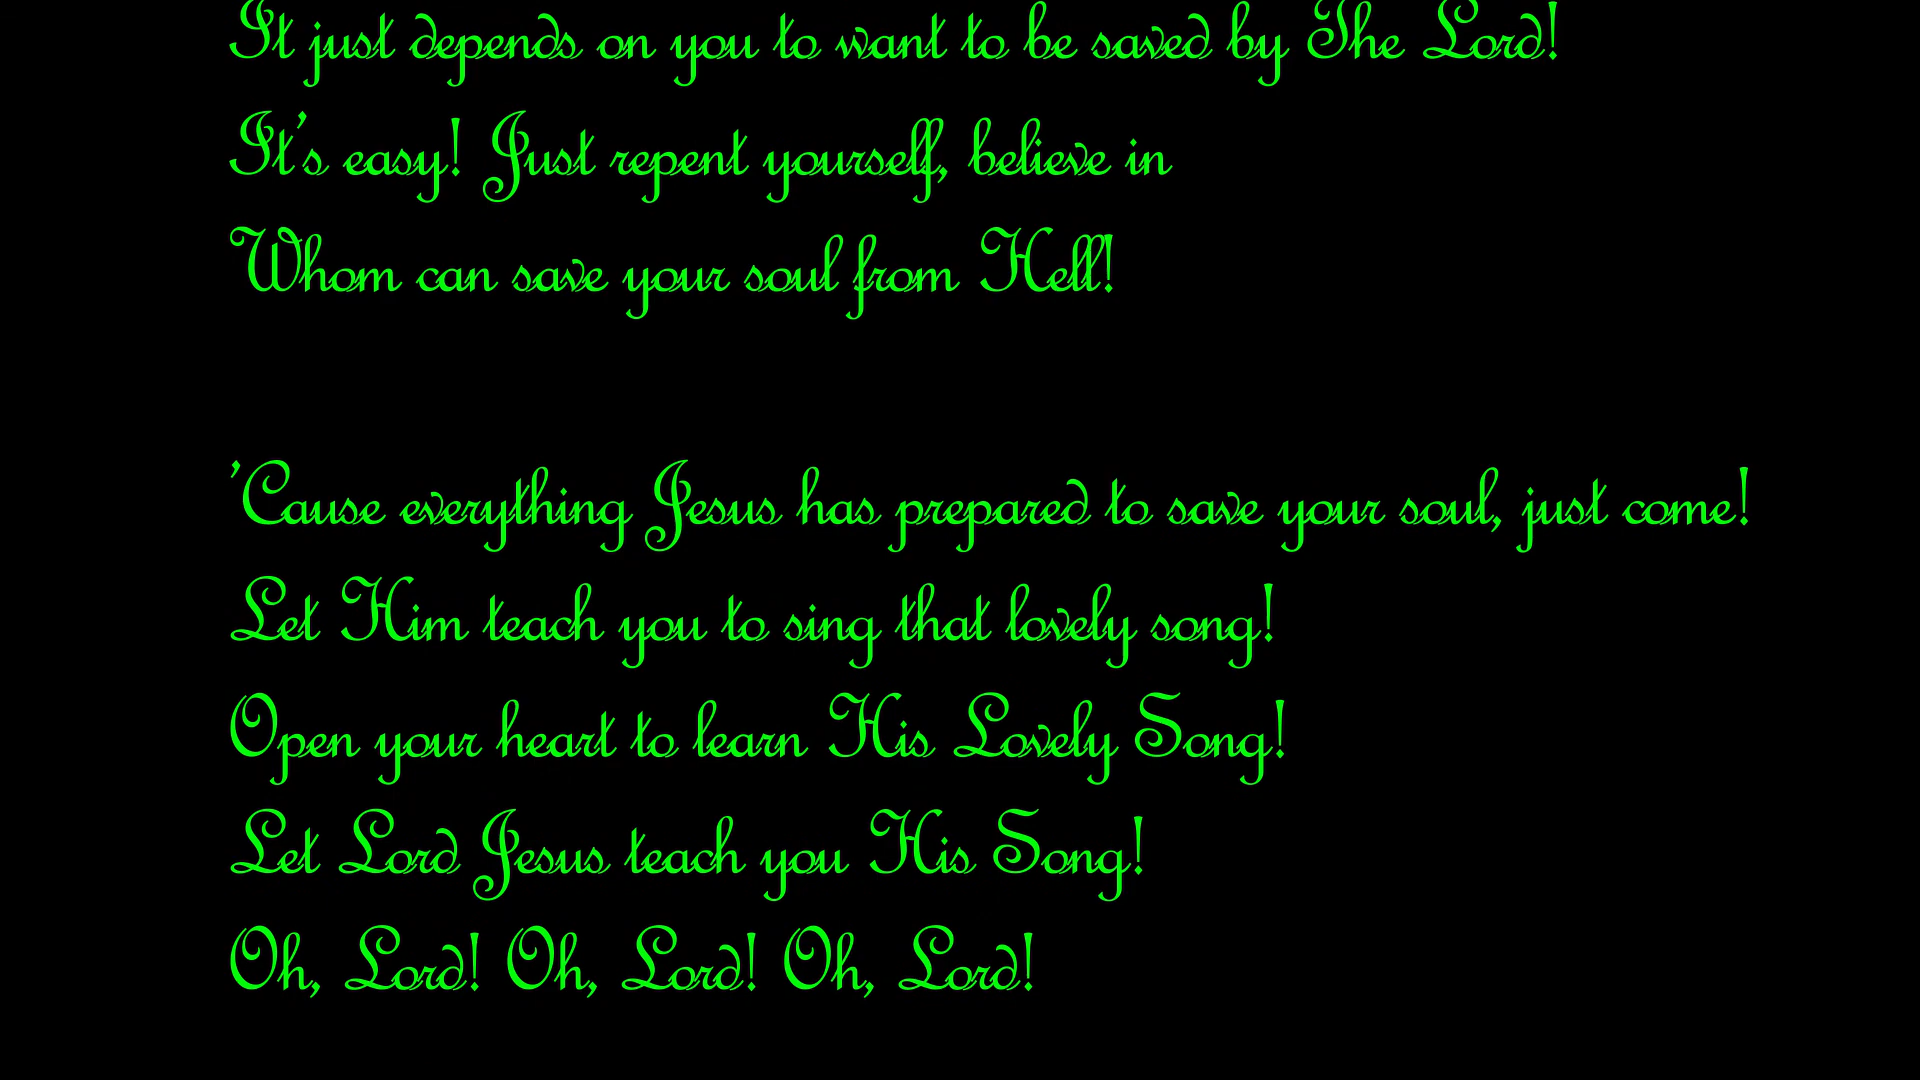 It just depends on you to want to be saved by The Lord!
It's easy! Just repent yourself, believe in
Whom can save your soul from Hell!
'Cause everything Jesus has prepared to save your soul, just come!
Let Him teach you to sing that lovely song!
Open your heart to learn His Lovely Song!
Let Lord Jesus teach you His Song!
Oh, Lord! Oh, Lord! Oh, Lord!